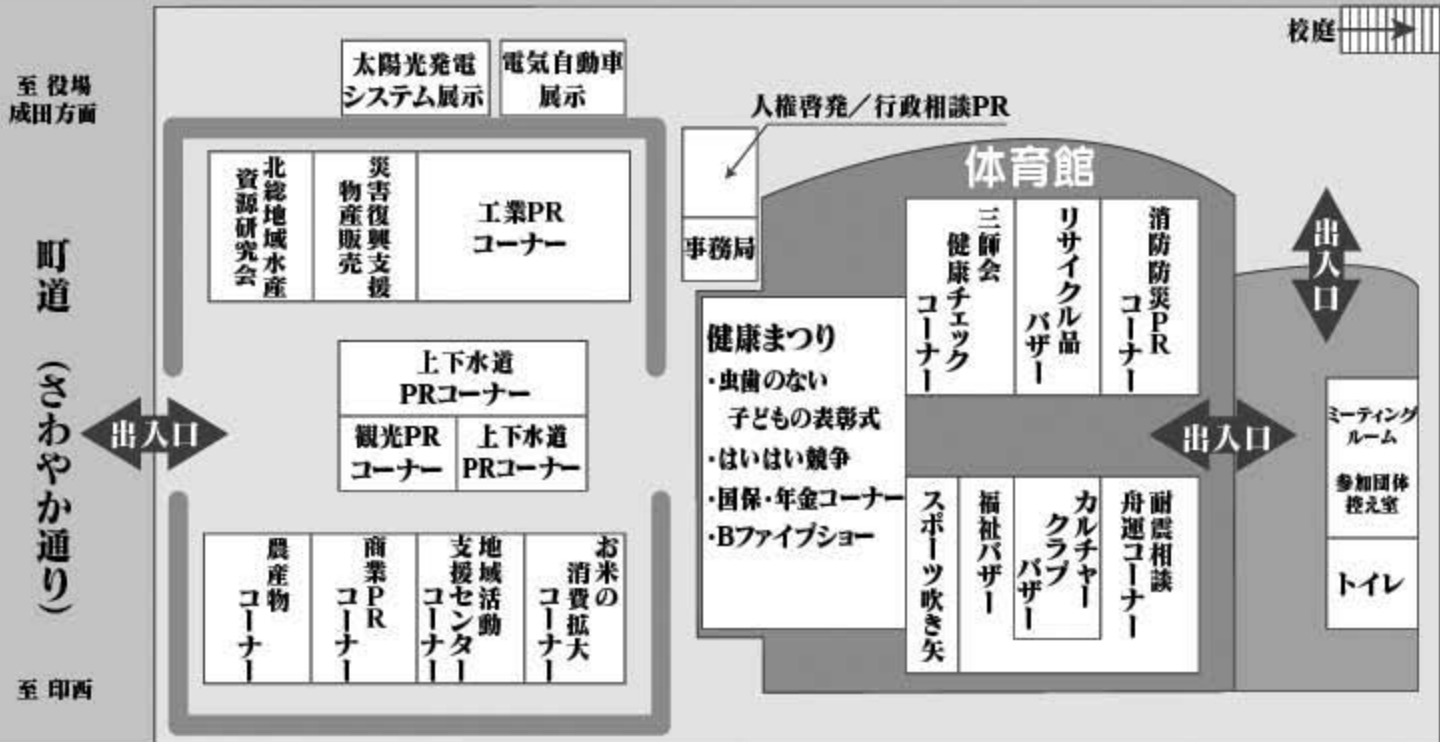 校庭
至 役場
成田方面
太陽光発電
システム展示
電気自動車
展示
人権啓発／行政相談PR
体育館
北総地域水産
資源研究会
災害復興支援
物産販売
工業PR
コーナー
事務局
町道 (さわやか通り)
出入口
上下水道
PRコーナー
観光PR
コーナー
上下水道
PRコーナー
農産物
コーナー
商業PR
コーナー
地域活動
支援センター
コーナー
お米の
消費拡大
コーナー
至 印西
健康まつり
・虫歯のない
子どもの表彰式
・はいはい競争
・国保・年金コーナー
・Bファイブショー
三師会
健康チェック
コーナー
リサイクル品
バザー
消防防災PR
コーナー
スポーツ吹き矢
福祉バザー
カルチャー
クラブ
バザー
耐震相談
舟運コーナー
出入口
出入口
ミーティング
ルーム
参加団体
控え室
トイレ